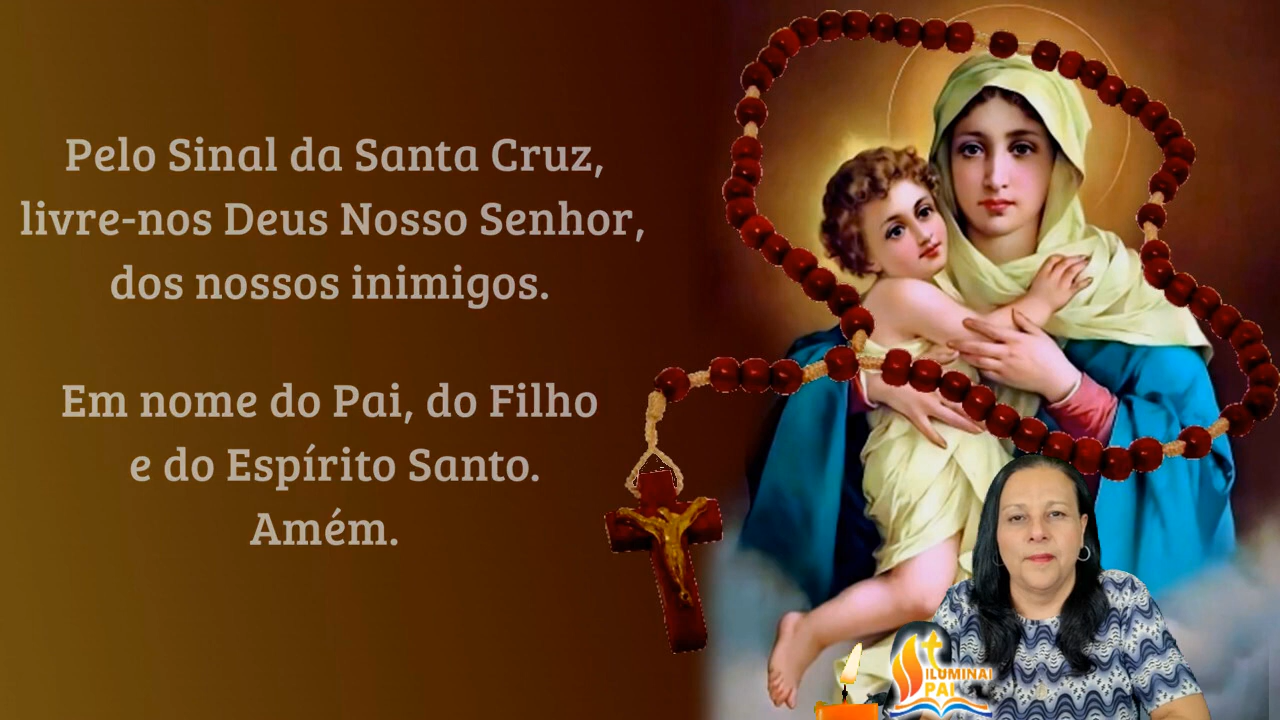 Pelo Sinal da Santa Cruz,
livre-nos Deus Nosso Senhor,
dos nossos inimigos.
Em nome do Pai, do Filho
e do Espírito Santo.
Amém.
ILUMINAI
PAI